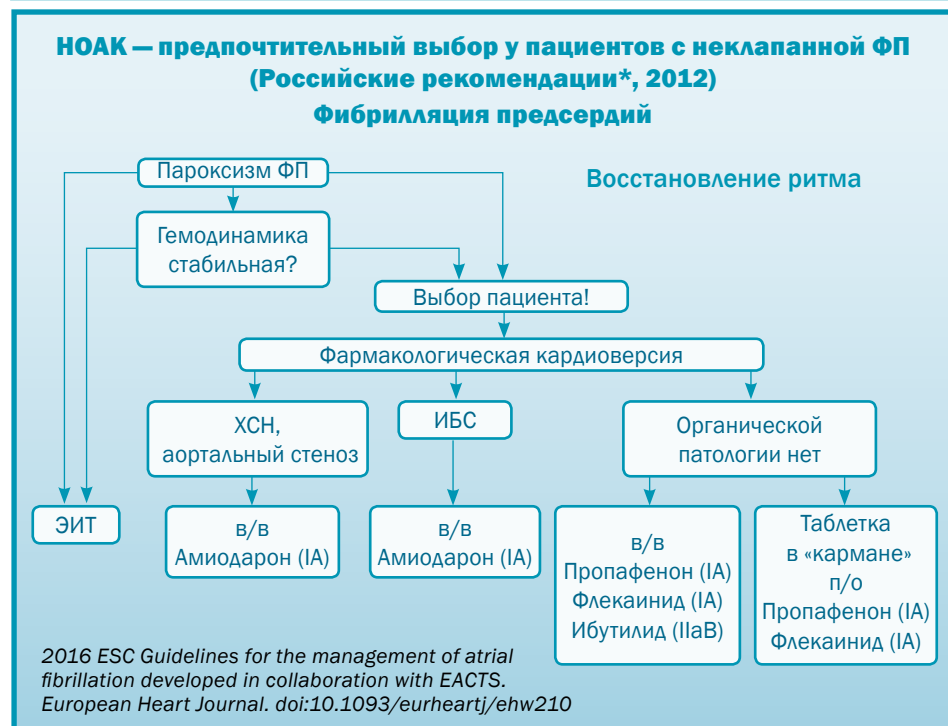 НОАК — предпочтительный выбор у пациентов с неклапанной ФП
(Российские рекомендации*, 2012)
Фибрилляция предсердий
Пароксизм ФП
Восстановление ритма
Гемодинамика
стабильная?
Выбор пациента!
Фармакологическая кардиоверсия
ХСН,
аортальный стеноз
ИБС
Органической
патологии нет
ЭИТ
в/в
Амиодарон (IA)
в/в
Амиодарон (IA)
в/в
Пропафенон (IA)
Флекаинид (IA)
Ибутилид (IIaB)
Таблетка
в «кармане»
п/о
Пропафенон (IA)
Флекаинид (IA)
2016 ESC Guidelines for the management of atrial
fibrillation developed in collaboration with EACTS.
European Heart Journal. doi:10.1093/eurheartj/ehw210